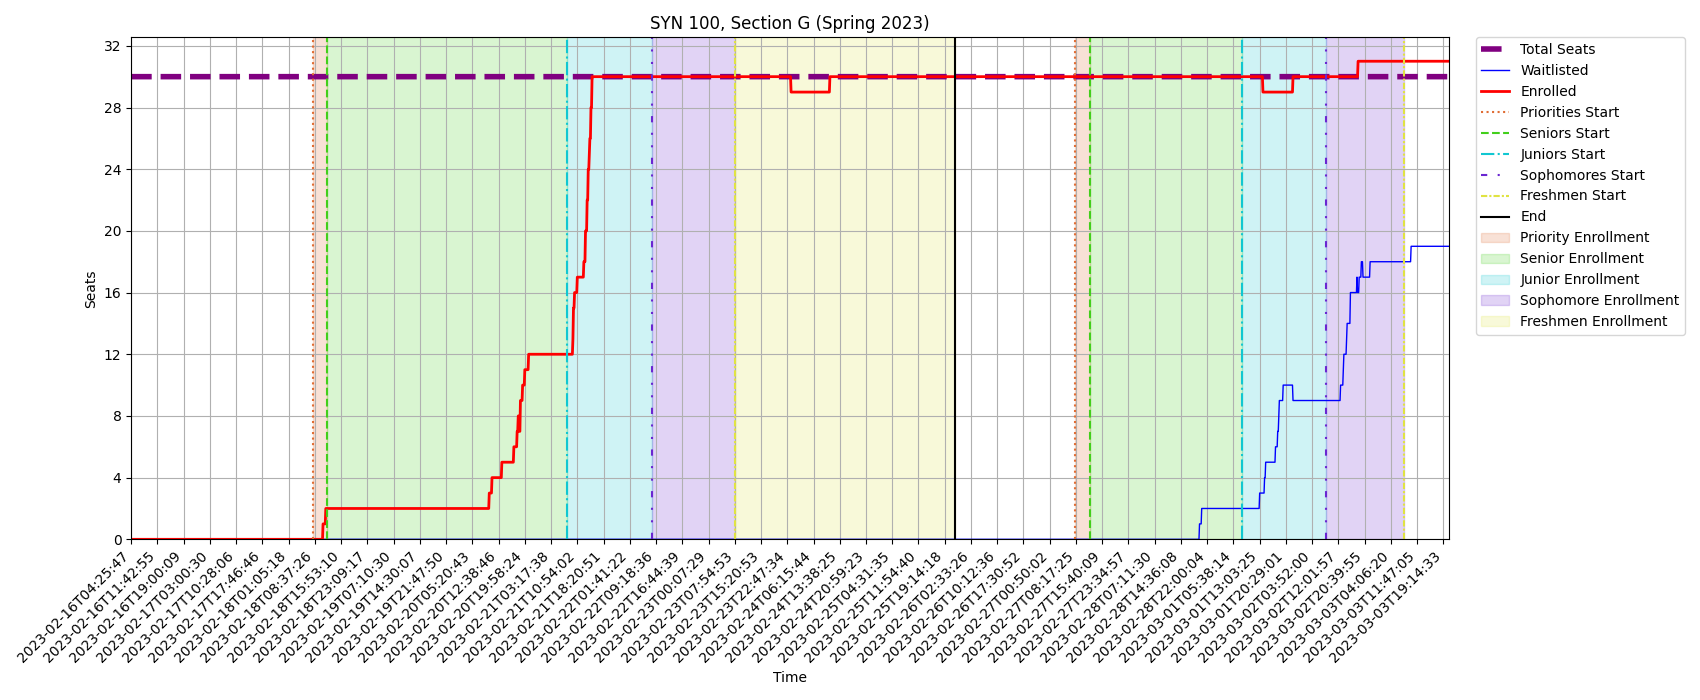 SYN 100, Section G (Spring 2023)
Seats
32
28
24
20
16
12
8
4
0
2023-02-16T04:25:47
2023-02-16T11:42:55
2023-02-16T19:00:09
2023-02-17T03:00:30
2023-02-17T10:28:06
2023-02-17T17:46:46
2023-02-18T01:05:18
2023-02-18T08:37:26
2023-02-18T15:53:10
2023-02-18T23:09:17
2023-02-19T07:10:30
2023-02-19T14:30:07
2023-02-19T21:47:50
2023-02-20T05:20:43
2023-02-20T12:38:46
2023-02-20T19:58:24
2023-02-21T03:17:38
2023-02-21T10:54:02
2023-02-21T18:20:51
2023-02-22T01:41:22
2023-02-22T09:18:36
2023-02-22T16:44:39
2023-02-23T00:07:29
2023-02-23T07:54:53
2023-02-23T15:20:53
2023-02-23T22:47:34
2023-02-24T06:15:44
2023-02-24T13:38:25
2023-02-24T20:59:23
2023-02-25T04:31:35
2023-02-25T11:54:40
2023-02-25T19:14:18
2023-02-26T02:33:26
2023-02-26T10:12:36
2023-02-26T17:30:52
2023-02-27T00:50:02
2023-02-27T08:17:25
2023-02-27T15:40:09
2023-02-27T23:34:57
2023-02-28T07:11:30
2023-02-28T14:36:08
2023-02-28T22:00:04
2023-03-01T05:38:14
2023-03-01T13:03:25
2023-03-01T20:29:01
2023-03-02T03:52:00
2023-03-02T12:01:57
2023-03-02T20:39:55
2023-03-03T04:06:20
2023-03-03T11:47:05
2023-03-03T19:14:33
Time
Total Seats
Waitlisted
Enrolled
Priorities Start
Seniors Start
Juniors Start
Sophomores Start
Freshmen Start
End
Priority Enrollment
Senior Enrollment
Junior Enrollment
Sophomore Enrollment
Freshmen Enrollment